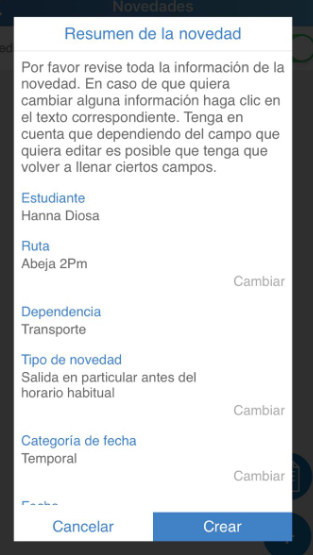 Novedades
Resumen de la novedad
Por favor revise toda la información de la
novedad. En caso de que quiera
cambiar alguna información haga clic en
el texto correspondiente. Tenga en
cuenta que dependiendo del campo que
quiera editar es posible que tenga que
volver a llenar ciertos campos.
Estudiante
Hanna Diosa
Ruta
Abeja 2Pm
Cambiar
Dependencia
Transporte
Tipo de novedad
Salida en particular antes del
horario habitual
Cambiar
Categoría de fecha
Temporal
Cambiar
Cancelar
Crear